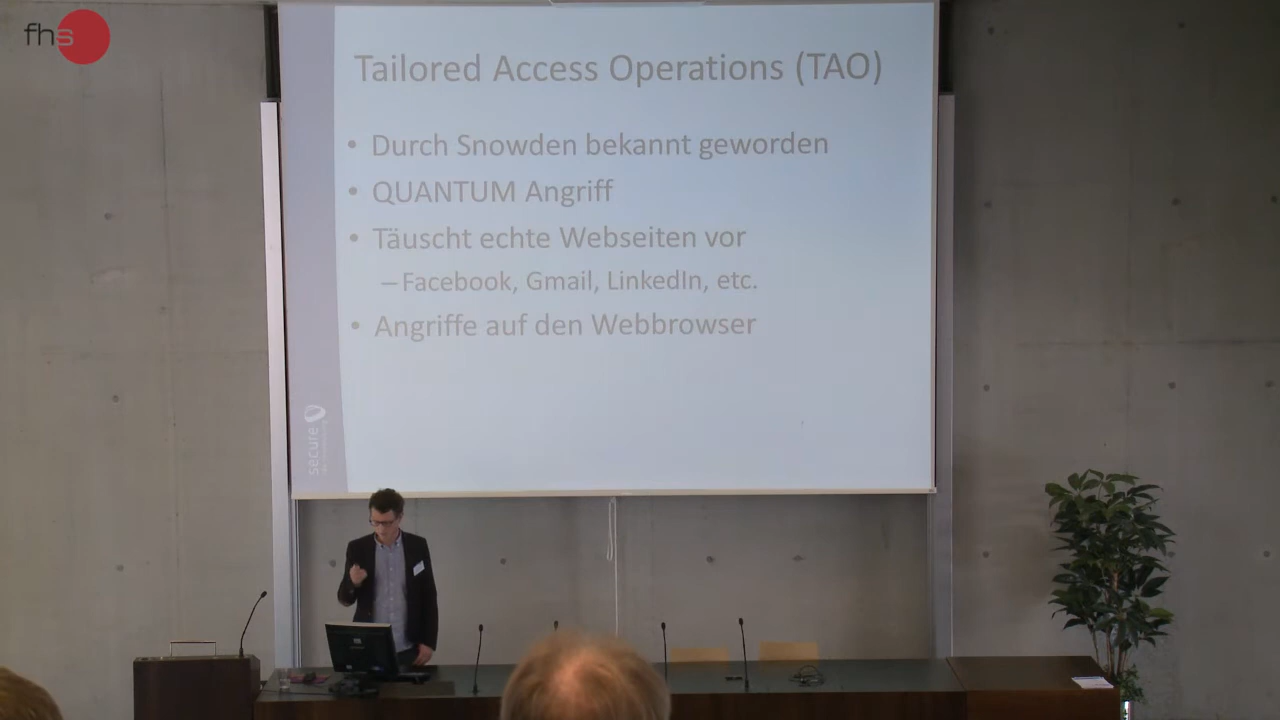 fhs
Tailored Access Operations (TAO)
• Durch Snowden bekannt geworden
• QUANTUM Angriff
• Täuscht echte Webseiten vor
– Facebook, Gmail, LinkedIn, etc.
• Angriffe auf den Webbrowser
secure